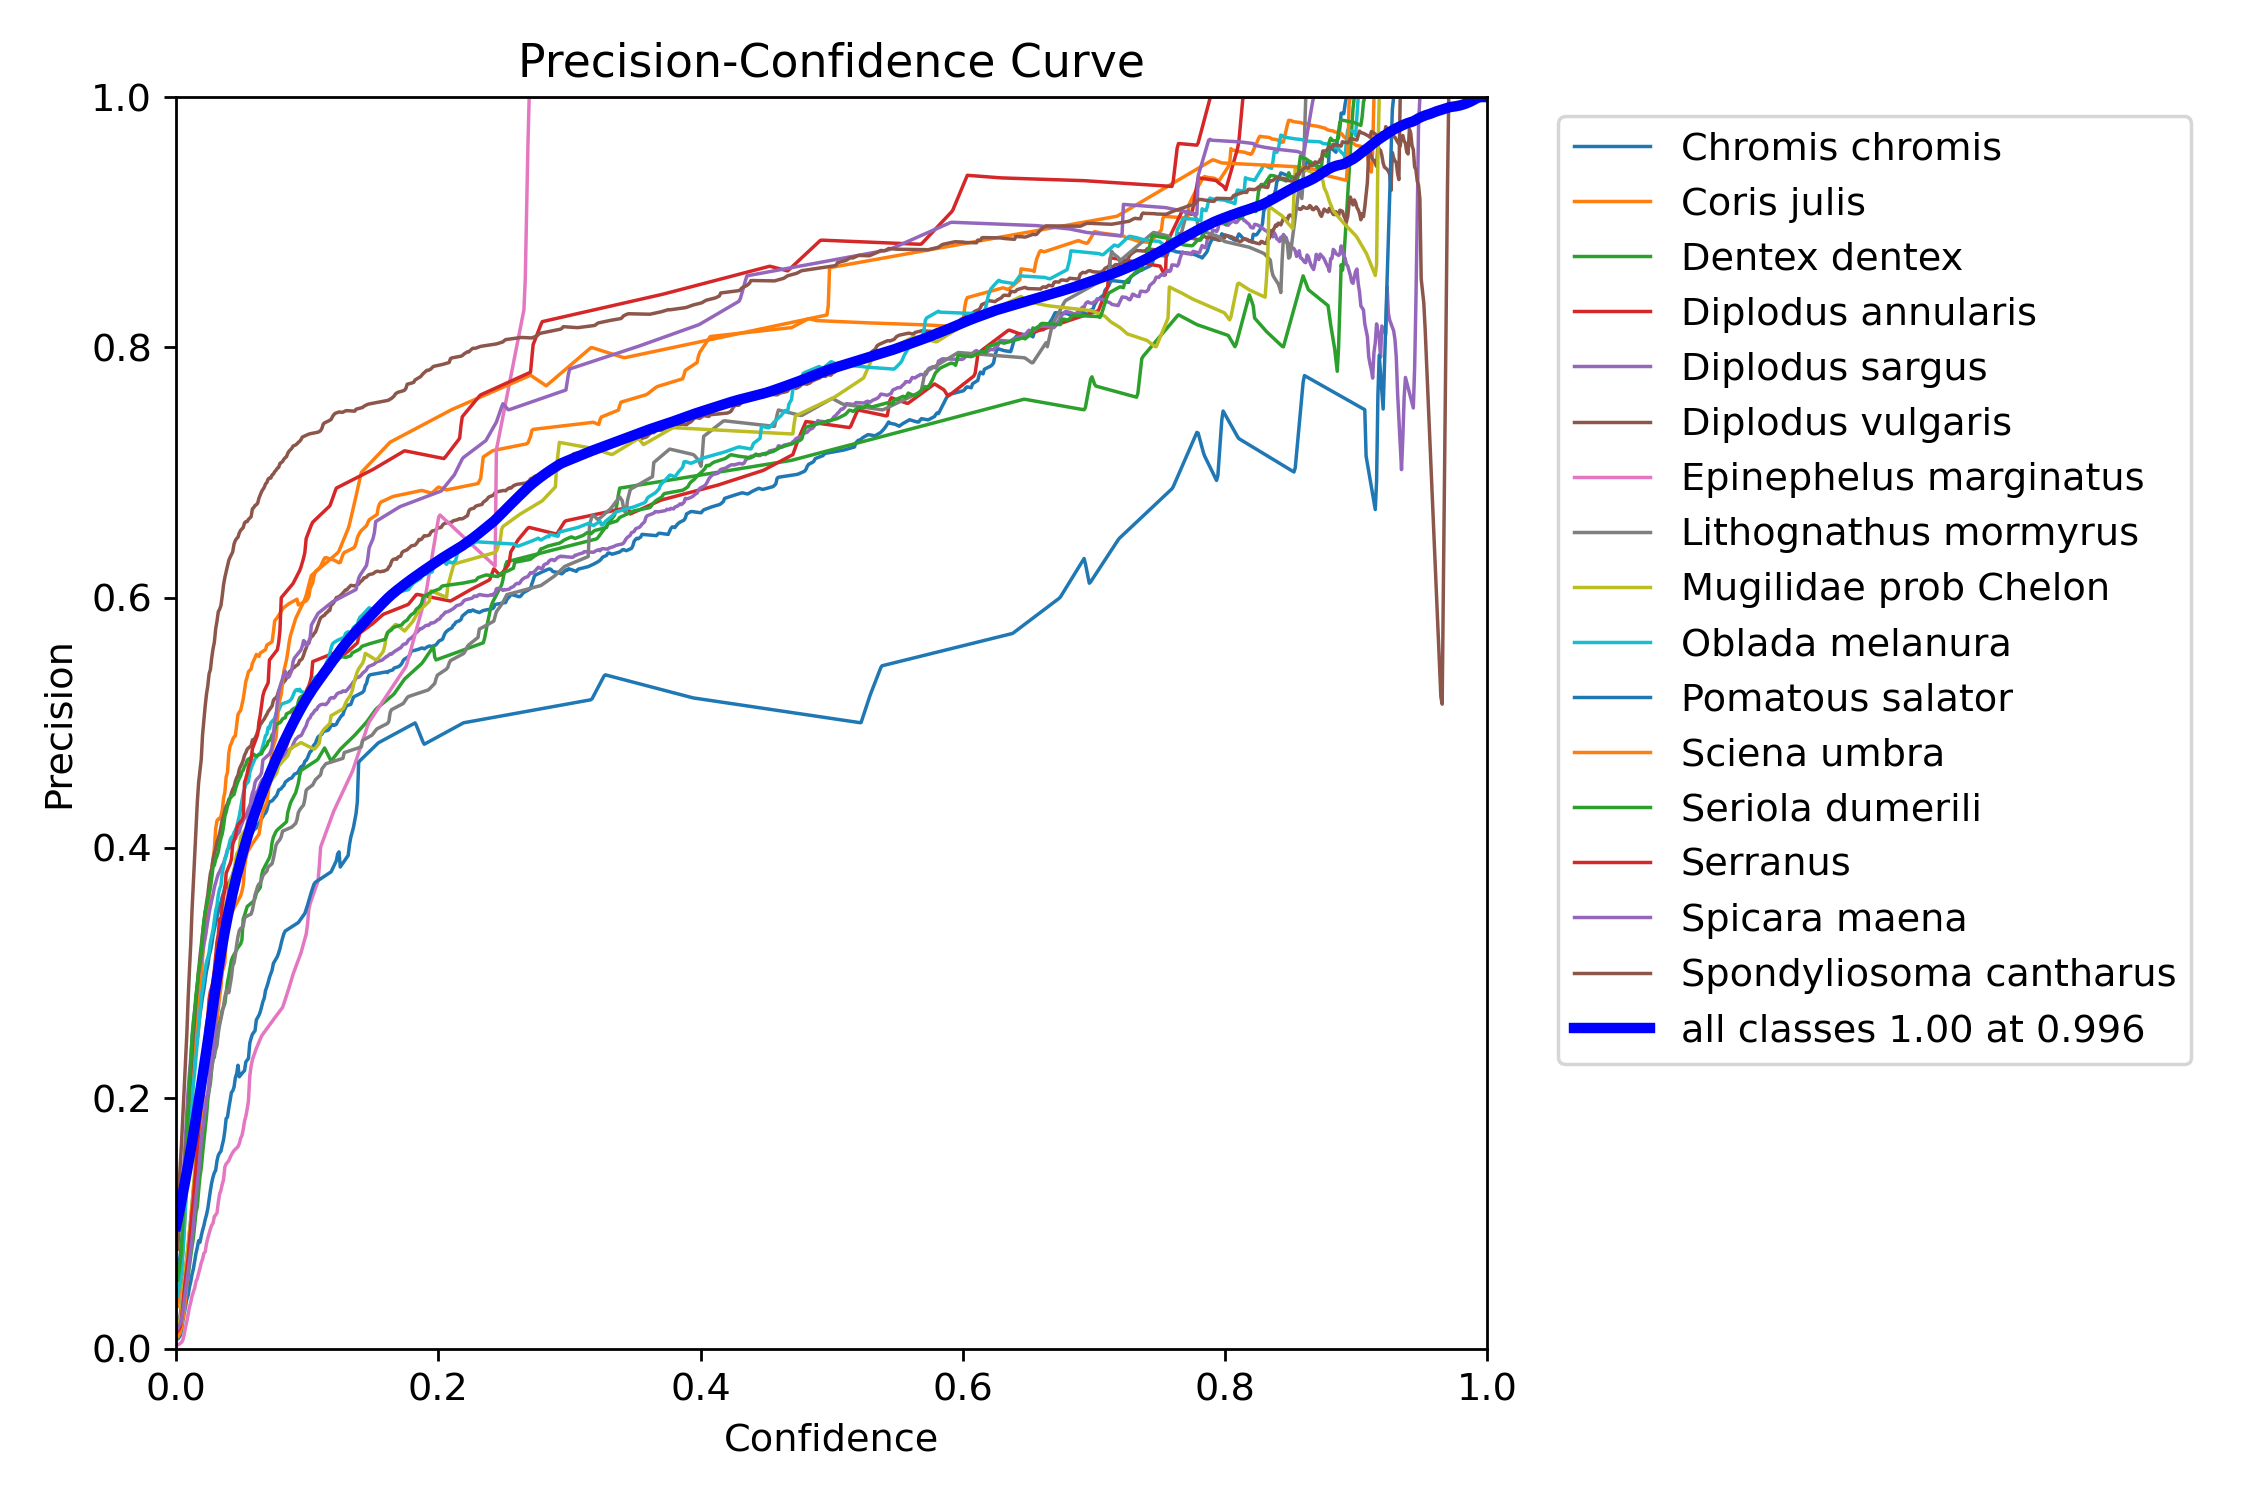 Precision-Confidence Curve
1.0
0.8
0.6
0.4
0.2
0.0
Precision
0.0 0.2 0.4 0.6 0.8 1.0
Confidence
Chromis chromis
Coris julis
Dentex dentex
Diplodus annularis
Diplodus sargus
Diplodus vulgaris
Epinephelus marginatus
Lithognathus mormyrus
Mugilidae prob Chelon
Oblada melanura
Pomatous salator
Sciena umbra
Seriola dumerili
Serranus
Spicara maena
Spondyliosoma cantharus
all classes 1.00 at 0.996